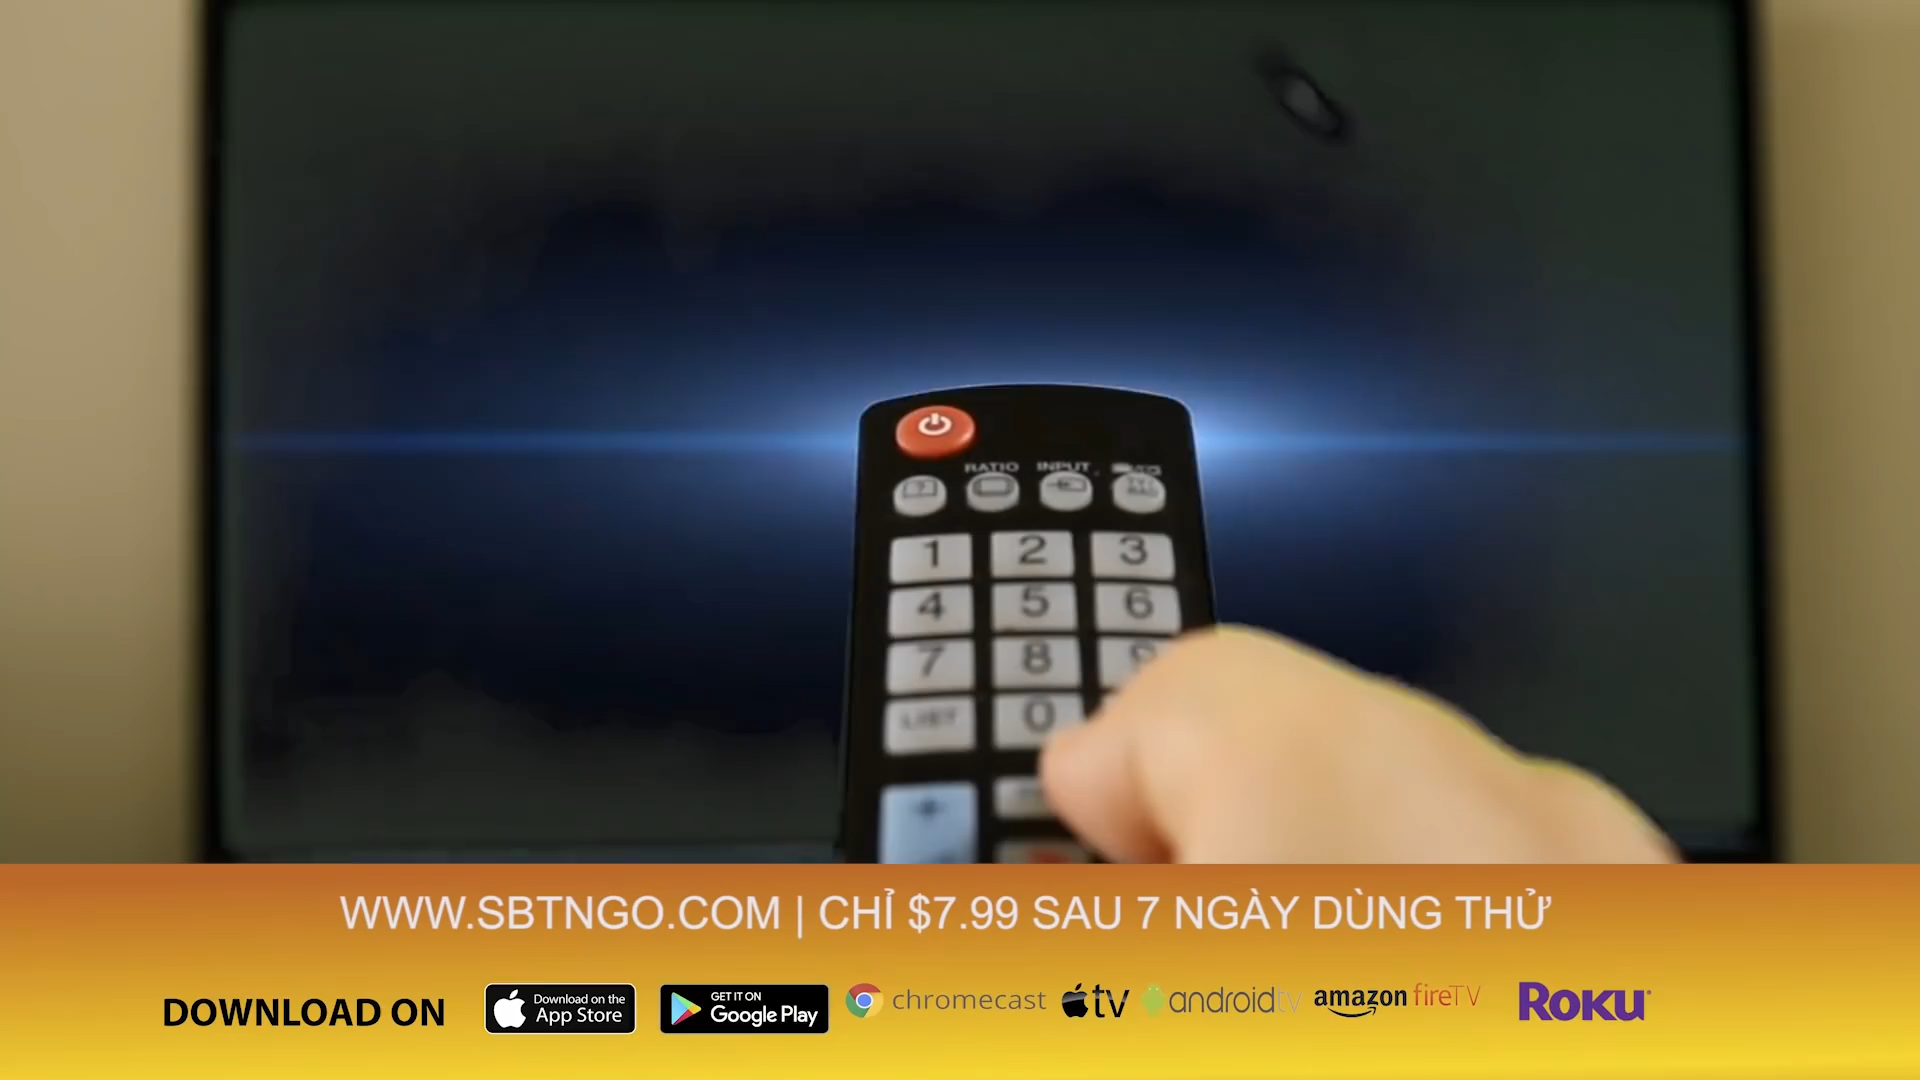 RATIO INPUT
1 2 3
4 5 6
7 8 9
LIST 0
WWW.SBTNGO.COM | CHỈ $7.99 SAU 7 NGÀY DÙNG THỬ
DOWNLOAD ON
Download on the
App Store
GET IT ON
Google Play
chromecast
tv
androidtv
amazon fireTV
ROKU